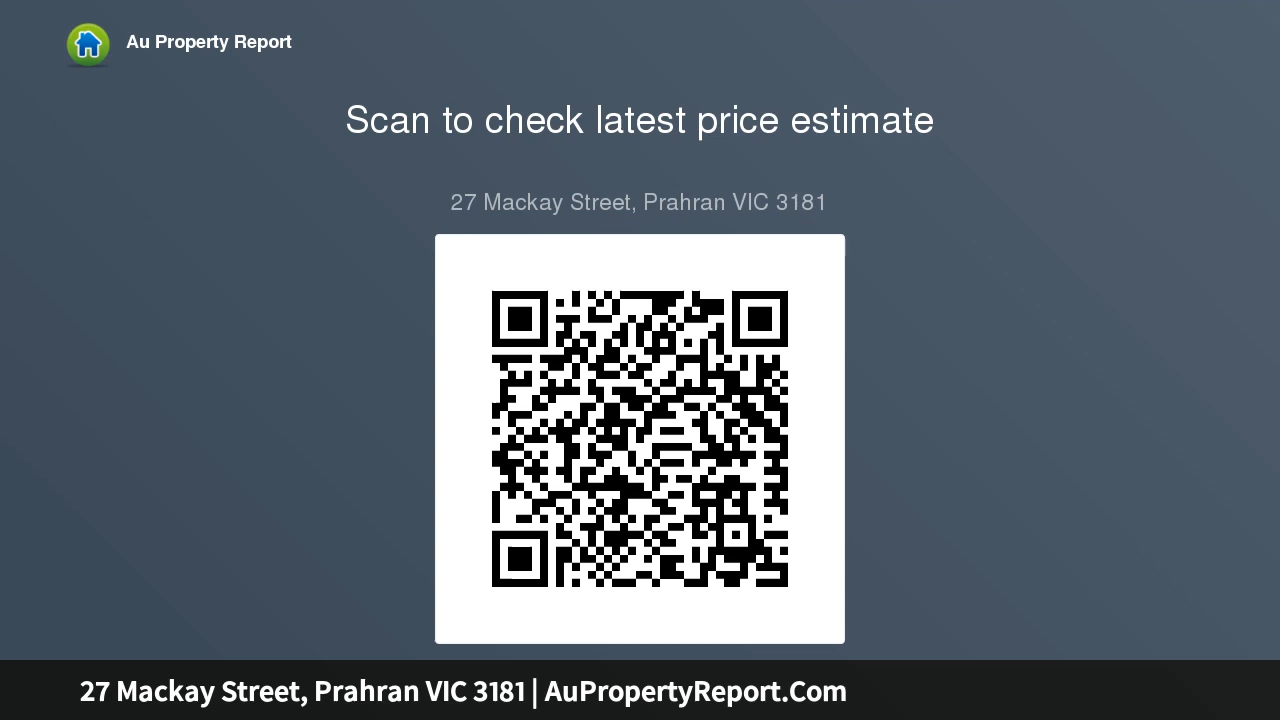 Au Property Report
Scan to check latest price estimate
27 Mackay Street, Prahran VIC 3181
27 Mackay Street, Prahran VIC 3181 | AuPropertyReport.Com